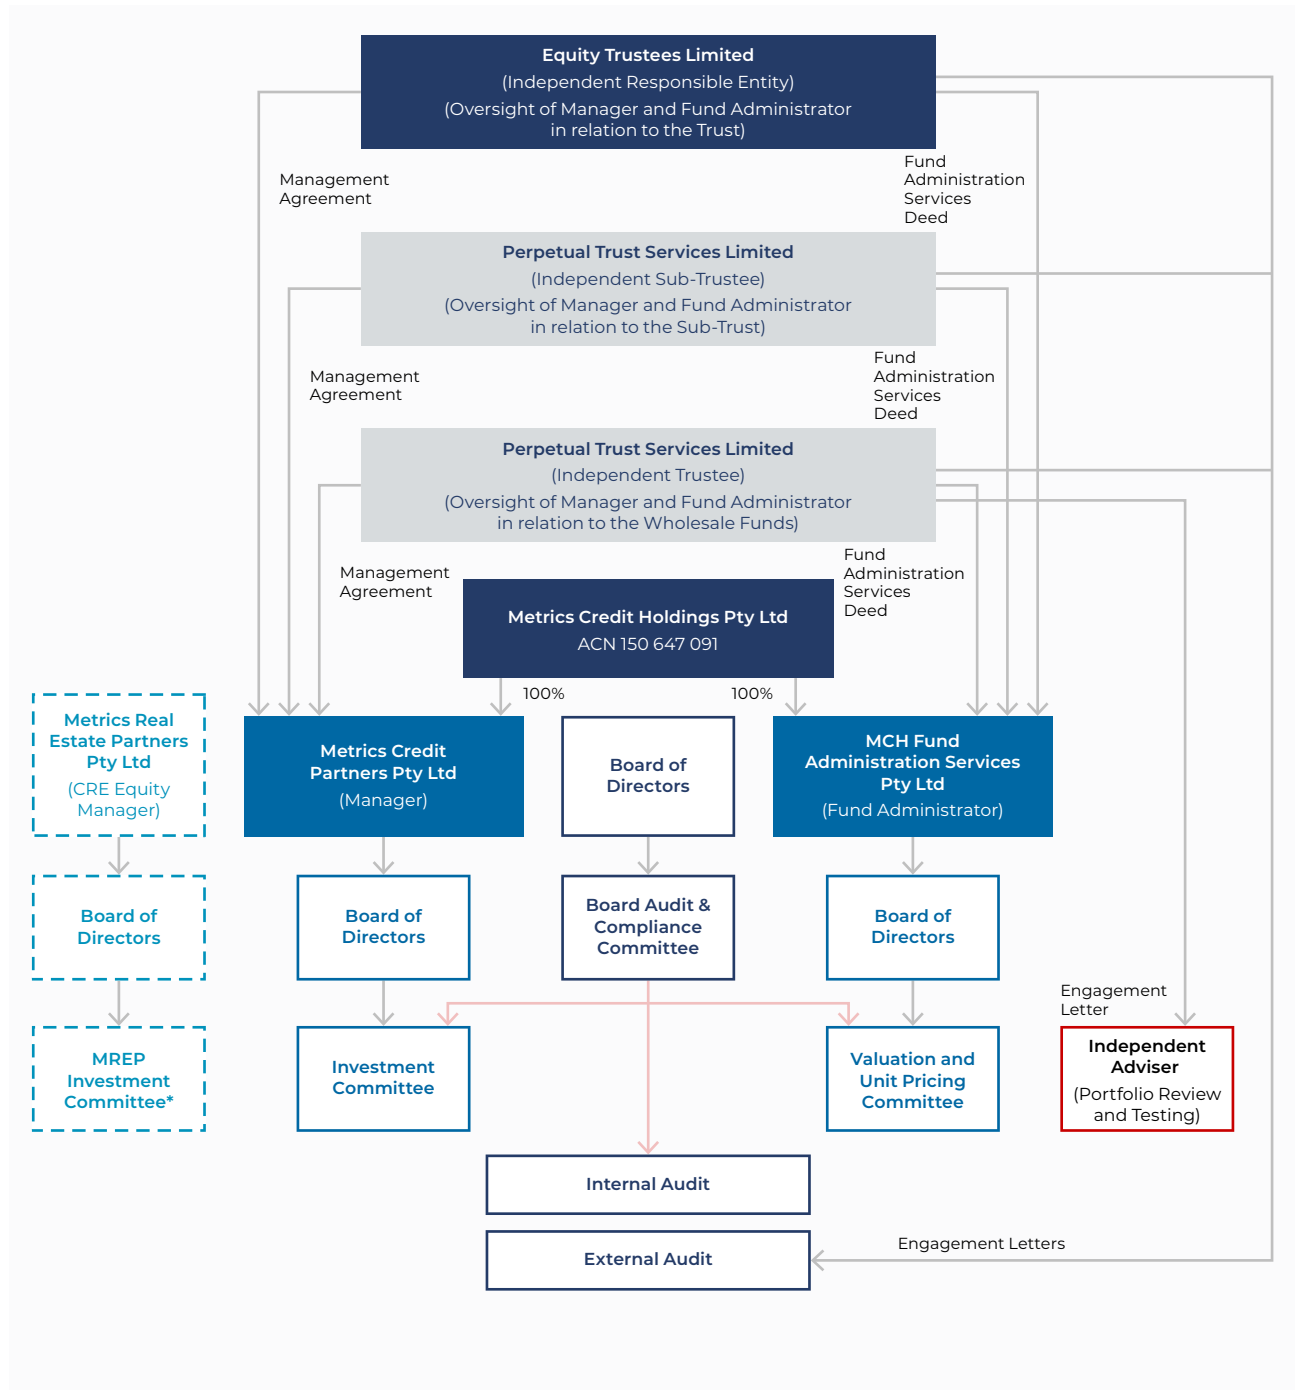 Equity Trustees Limited
(Independent Responsible Entity)
(Oversight of Manager and Fund Administrator
in relation to the Trust)
Management
Agreement
Fund
Administration
Services
Deed
Perpetual Trust Services Limited
(Independent Sub-Trustee)
(Oversight of Manager and Fund Administrator
in relation to the Sub-Trust)
Management
Agreement
Fund
Administration
Services
Deed
Perpetual Trust Services Limited
(Independent Trustee)
(Oversight of Manager and Fund Administrator
in relation to the Wholesale Funds)
Management
Agreement
Fund
Administration
Services
Deed
Metrics Credit Holdings Pty Ltd
ACN 150 647 091
100%
100%
Metrics Real
Estate Partners
Pty Ltd
(CRE Equity
Manager)
Metrics Credit
Partners Pty Ltd
(Manager)
Board of
Directors
MCH Fund
Administration Services
Pty Ltd
(Fund Administrator)
Board of
Directors
Board of
Directors
Board Audit &
Compliance
Committee
Board of
Directors
Engagement
Letter
MREP
Investment
Committee*
Investment
Committee
Valuation and
Unit Pricing
Committee
Independent
Adviser
(Portfolio Review
and Testing)
Internal Audit
External Audit
Engagement Letters